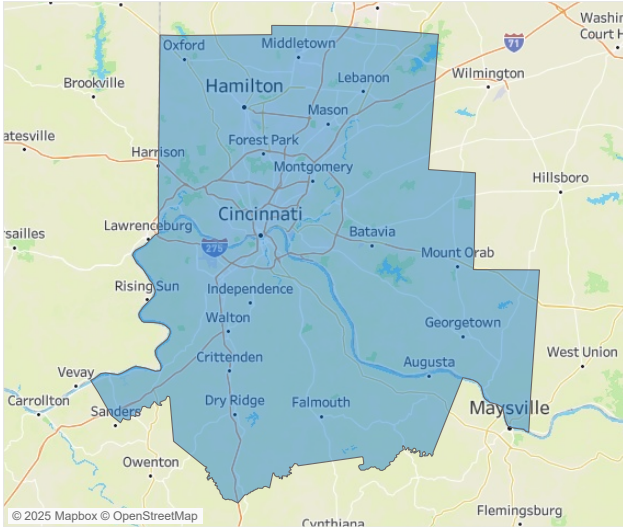 Washin
Court H
Oxford
Middletown
71
Brookville
Hamilton
Lebanon
Wilmington
Mason
atesville
Forest Park
Harrison
Montgomery
Hillsboro
Cincinnati
Lawrenceburg
rsailles
275
Batavia
Mount Orab
Rising Sun
Independence
Walton
Georgetown
Crittenden
West Union
Vevay
Augusta
Carrollton
Dry Ridge
Falmouth
Sanders
Maysville
Owenton
Flemingsburg
Cynthiana
© 2025 Mapbox © OpenStreetMap